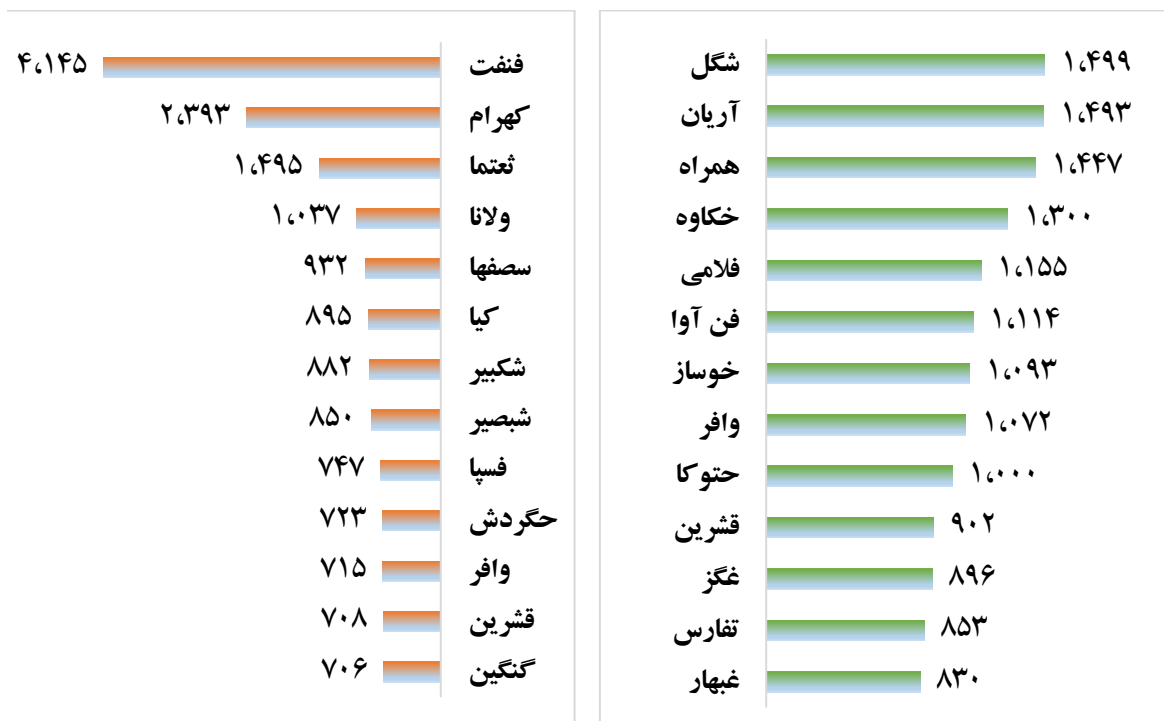 شگل ۱،۴۹۹
آریان ۱،۴۹۳
همراه ۱،۴۴۷
خکاوه ۱،۳۰۰
فلامی ۱،۱۵۵
فن آوا ۱،۱۱۴
خوساز ۱،۰۹۳
وافر ۱،۰۷۲
حتوکا ۱،۰۰۰
قشرین ۹۰۲
غگز ۸۹۶
تفارس ۸۵۳
غبهار ۸۳۰
فنفت ۴،۱۴۵
کهرام ۲،۳۹۳
ثعتما ۱،۴۹۵
ولانا ۱،۰۳۷
سصفها ۹۳۲
کیا ۸۹۵
شکبیر ۸۸۲
شبصیر ۸۵۰
فسپا ۷۴۷
حگردش ۷۲۳
وافر ۷۱۵
قشرین ۷۰۸
گنگین ۷۰۶